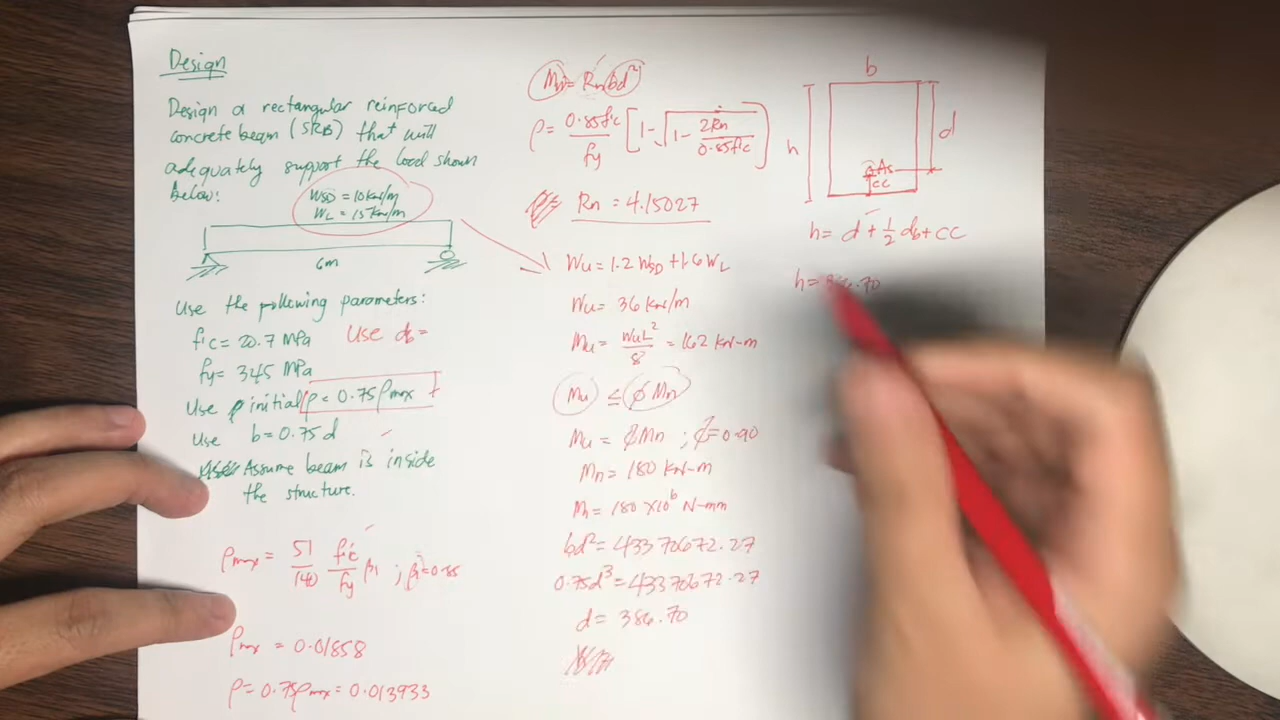 Design
Design a rectangular reinforced
concrete beam (SRB) that will
adequately support the load shown
below:
WSD = 10 kN/m
WL = 15 kN/m
6m
Use the following parameters:
f'c = 20.7 MPa
Use db =
fy = 345 MPa
Use ρ initial ρ = 0.75ρmax
Use b = 0.75 d
Assume beam is inside
the structure.
ρmax = 51/140 f'c/fy β1 ; β1 = 0.85
ρmax = 0.01858
ρ = 0.75ρmax = 0.013933
Mn = Rn bd²
ρ = 0.85f'c/fy [1 - √(1 - 2Rn/0.85f'c)]
Rn = 4.15027
Wu = 1.2 WSD + 1.6 WL
Wu = 36 kN/m
Mu = WuL²/8 = 162 kN-m
Mu ≤ φMn
Mu = φMn ; φ = 0.90
Mn = 180 kN-m
Mn = 180 x10⁶ N-mm
bd² = 43370672.27
0.75d³ = 43370672.27
d = 386.70
b
h
d
As
cc
h = d + 1/2 db + cc
h = 386.70